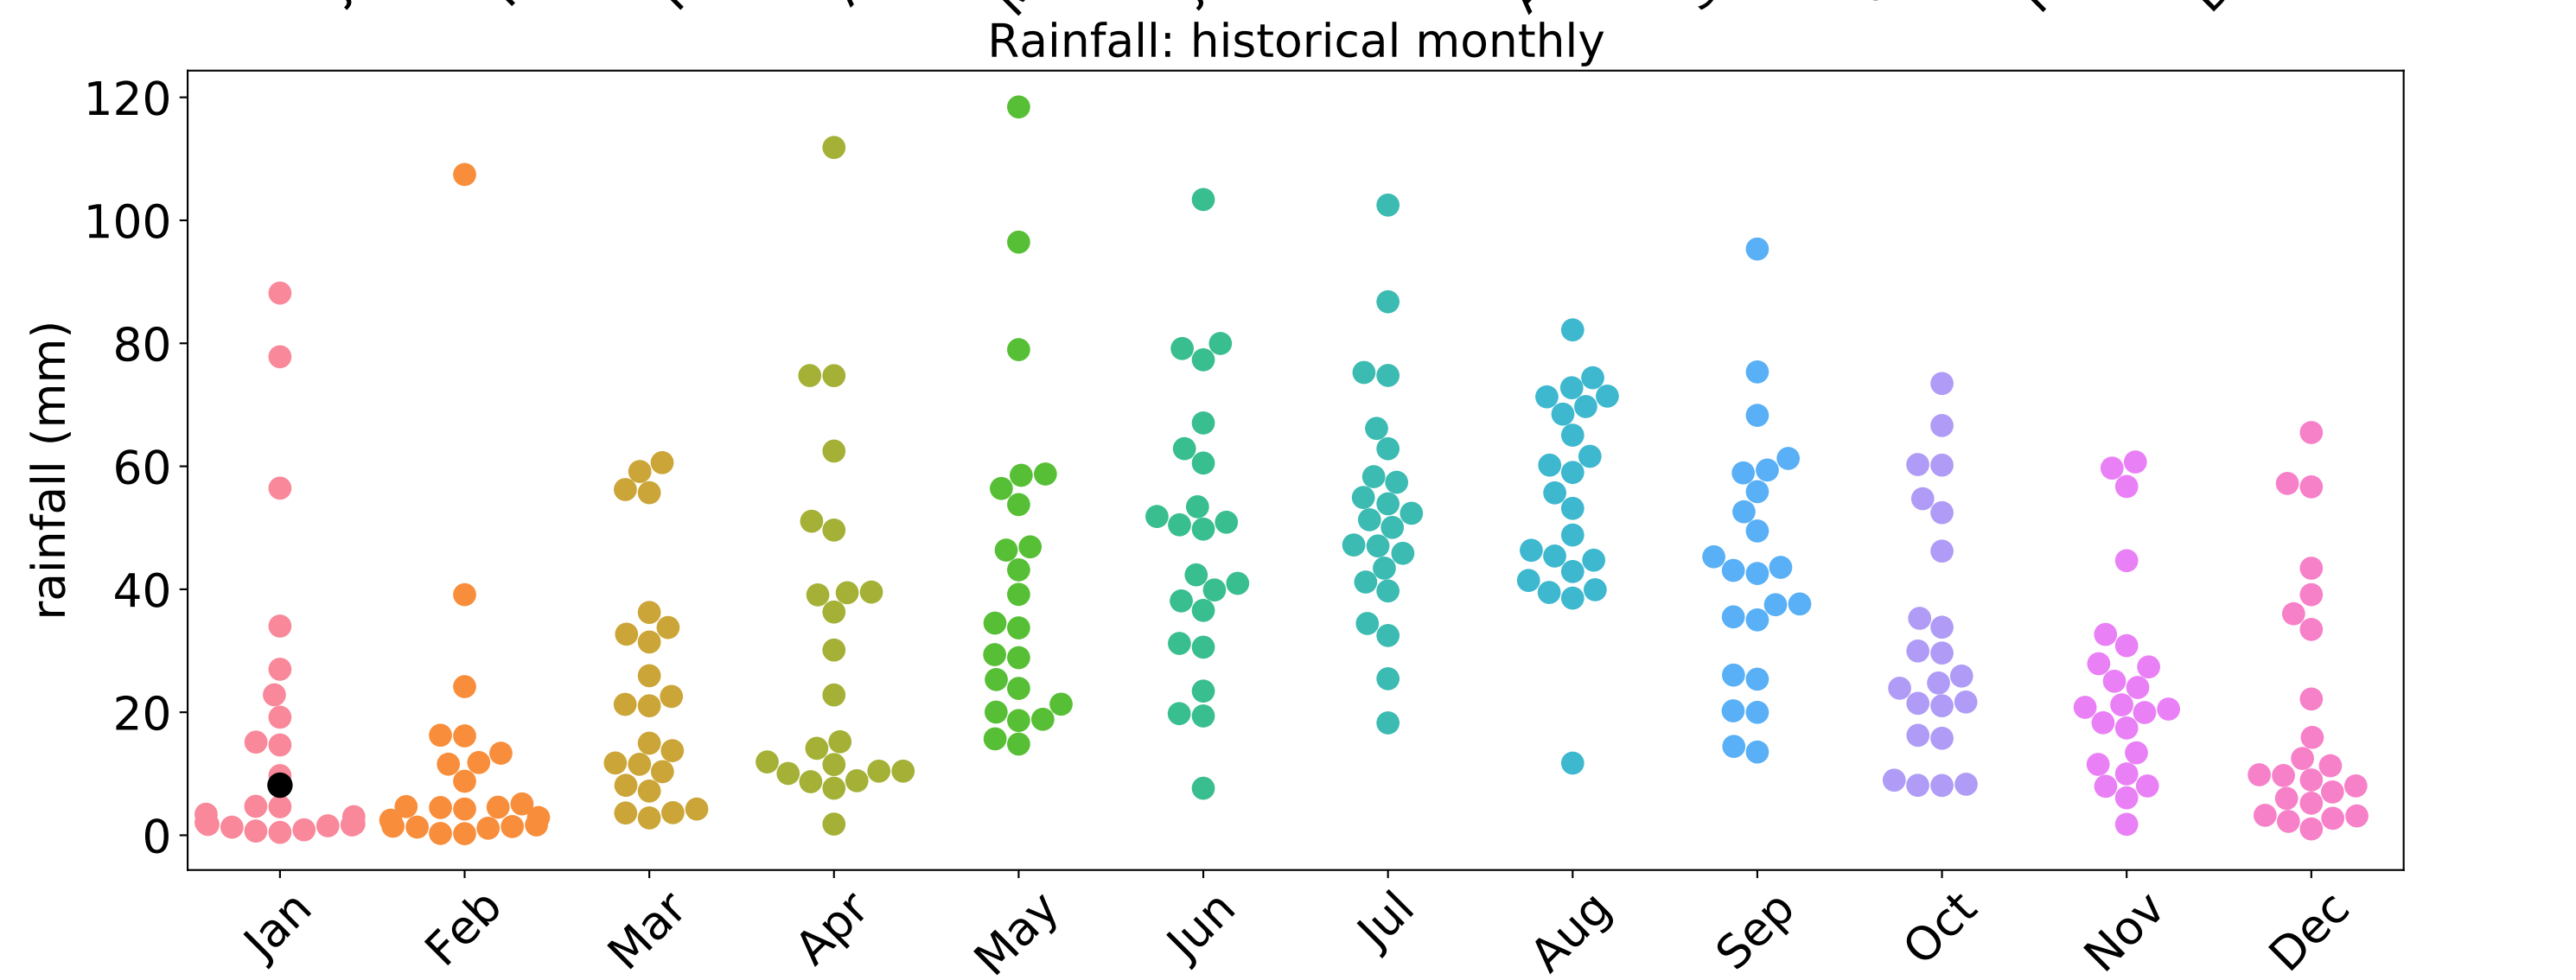 Rainfall: historical monthly
rainfall (mm)
120
100
80
60
40
20
0
Jan
Feb
Mar
Apr
May
Jun
Jul
Aug
Sep
Oct
Nov
Dec